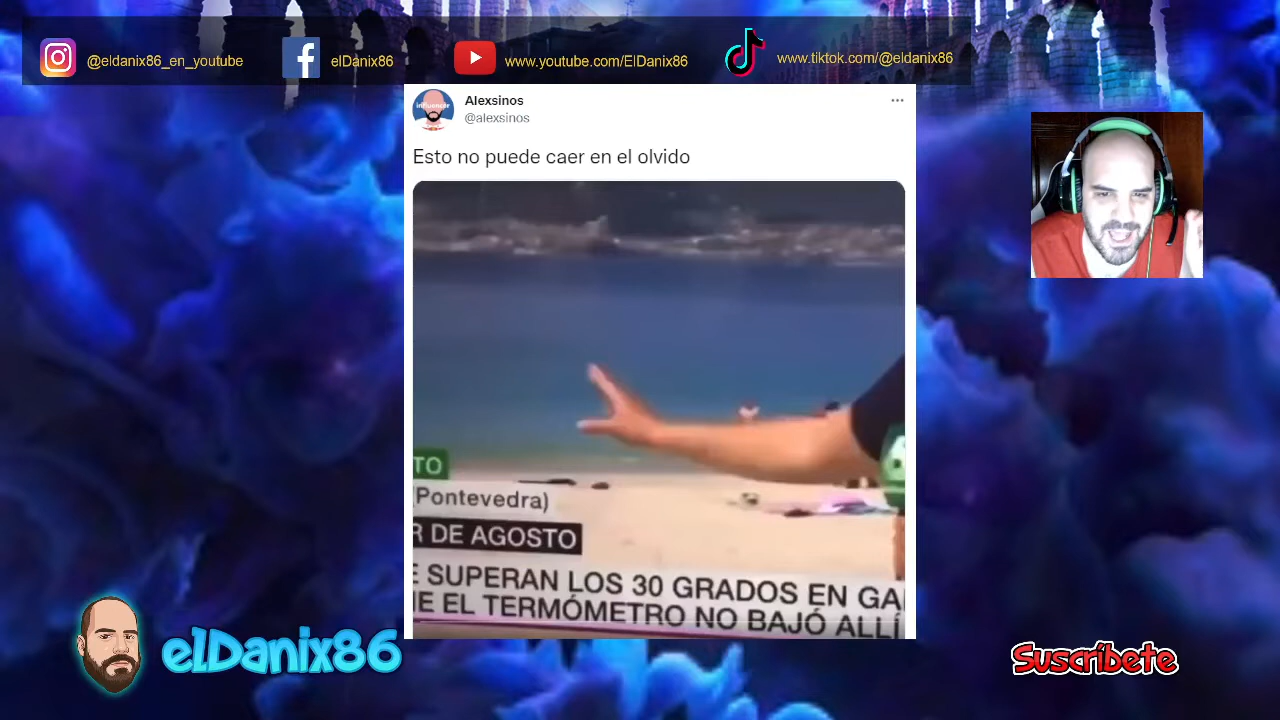 @eldanix86_en_youtube
elDanix86
www.youtube.com/ElDanix86
www.tiktok.com/@eldanix86
influencer
Alexsinos
@alexsinos
Esto no puede caer en el olvido
TO
(Pontevedra)
R DE AGOSTO
E SUPERAN LOS 30 GRADOS EN GA
E EL TERMÓMETRO NO BAJÓ ALLÍ
elDanix86
Suscríbete